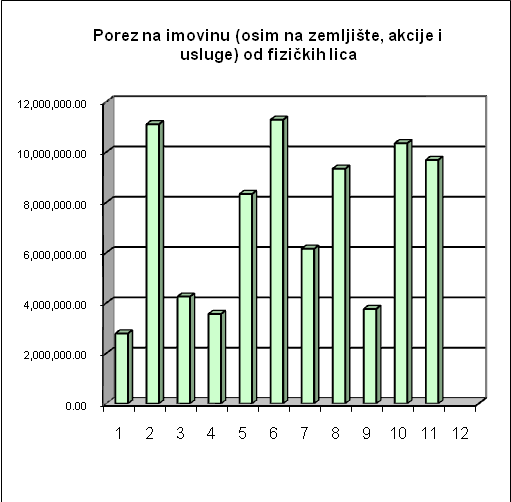 Porez na imovinu (osim na zemljište, akcije i
usluge) od fizičkih lica
12,000,000.00
10,000,000.00
8,000,000.00
6,000,000.00
4,000,000.00
2,000,000.00
0.00
1 2 3 4 5 6 7 8 9 10 11 12